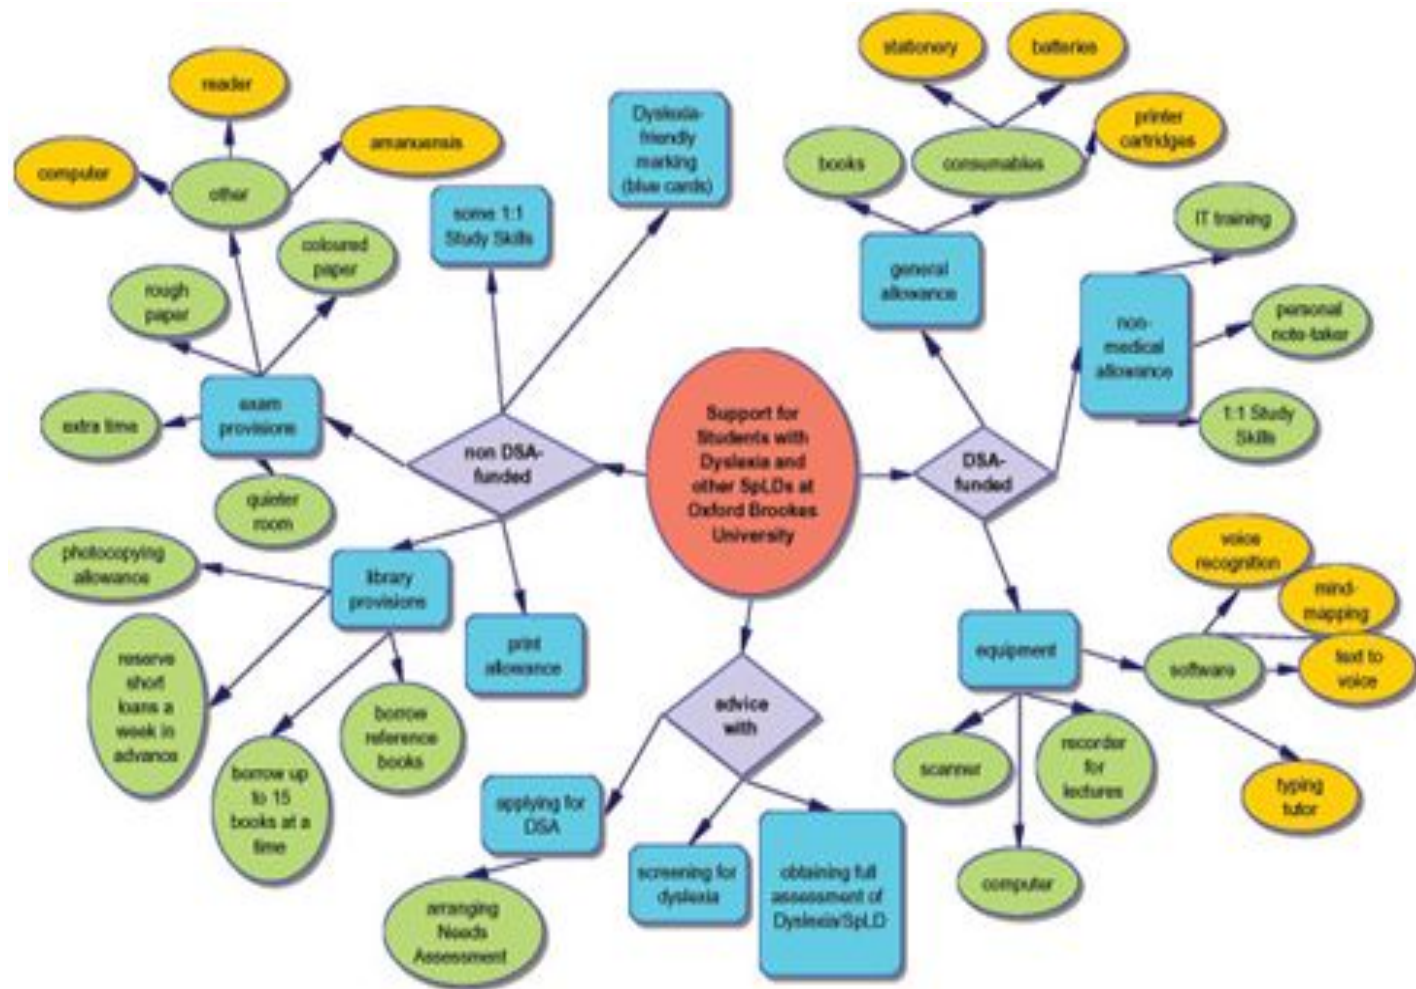 stationery
batteries
reader
Dyslexia-
friendly
marking
(blue cards)
printer
cartridges
amanuensis
computer
books
consumables
other
some 1:1
Study Skills
IT training
coloured
paper
general
allowance
rough
paper
personal
note-taker
non-
medical
allowance
exam
provisions
extra time
1:1 Study
Skills
Support for
Students with
Dyslexia and
other SpLDs at
Oxford Brookes
University
non DSA-
funded
DSA-
funded
quieter
room
photocopying
allowance
library
provisions
voice
recognition
mind-
mapping
print
allowance
equipment
software
text to
voice
reserve
short
loans a
week in
advance
advice
with
borrow
reference
books
scanner
recorder
for
lectures
borrow up
to 15
books at a
time
typing
tutor
applying for
DSA
screening for
dyslexia
obtaining full
assessment of
Dyslexia/SpLD
computer
arranging
Needs
Assessment